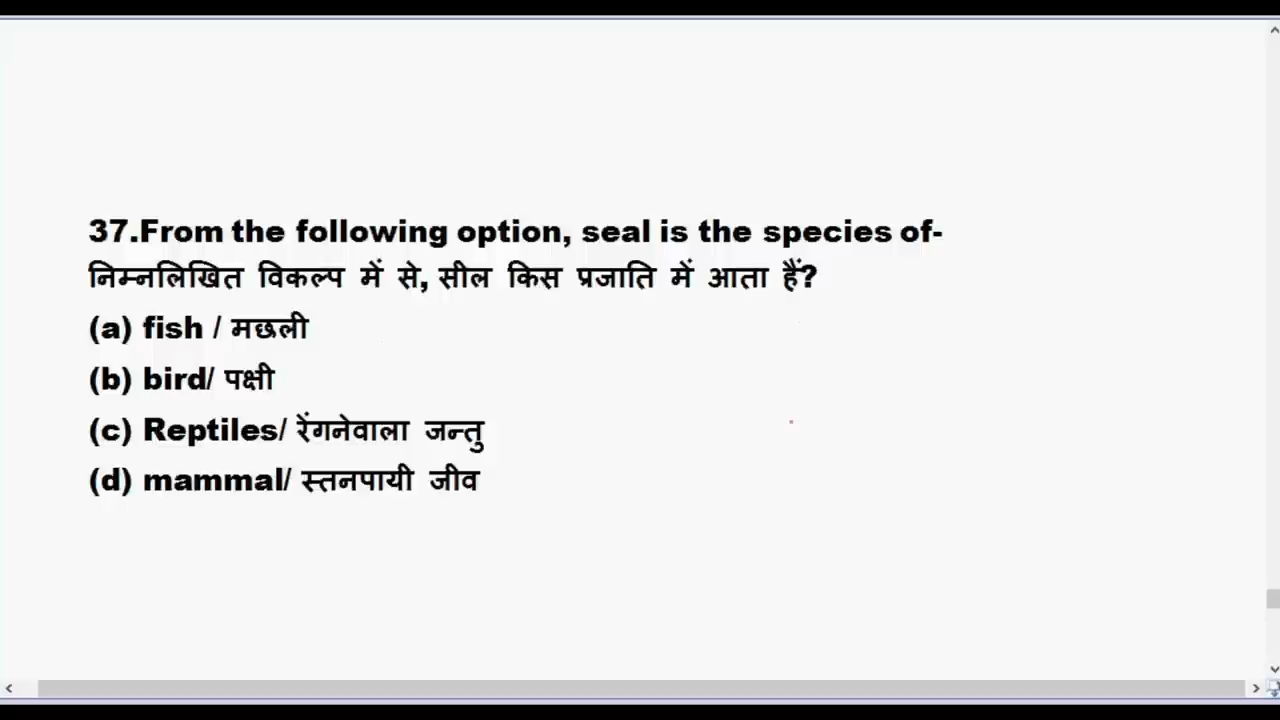 37.From the following option, seal is the species of-
निम्नलिखित विकल्प में से, सील किस प्रजाति में आता हैं?
(a) fish / मछली
(b) bird/ पक्षी
(c) Reptiles/ रेंगनेवाला जन्तु
(d) mammal/ स्तनपायी जीव